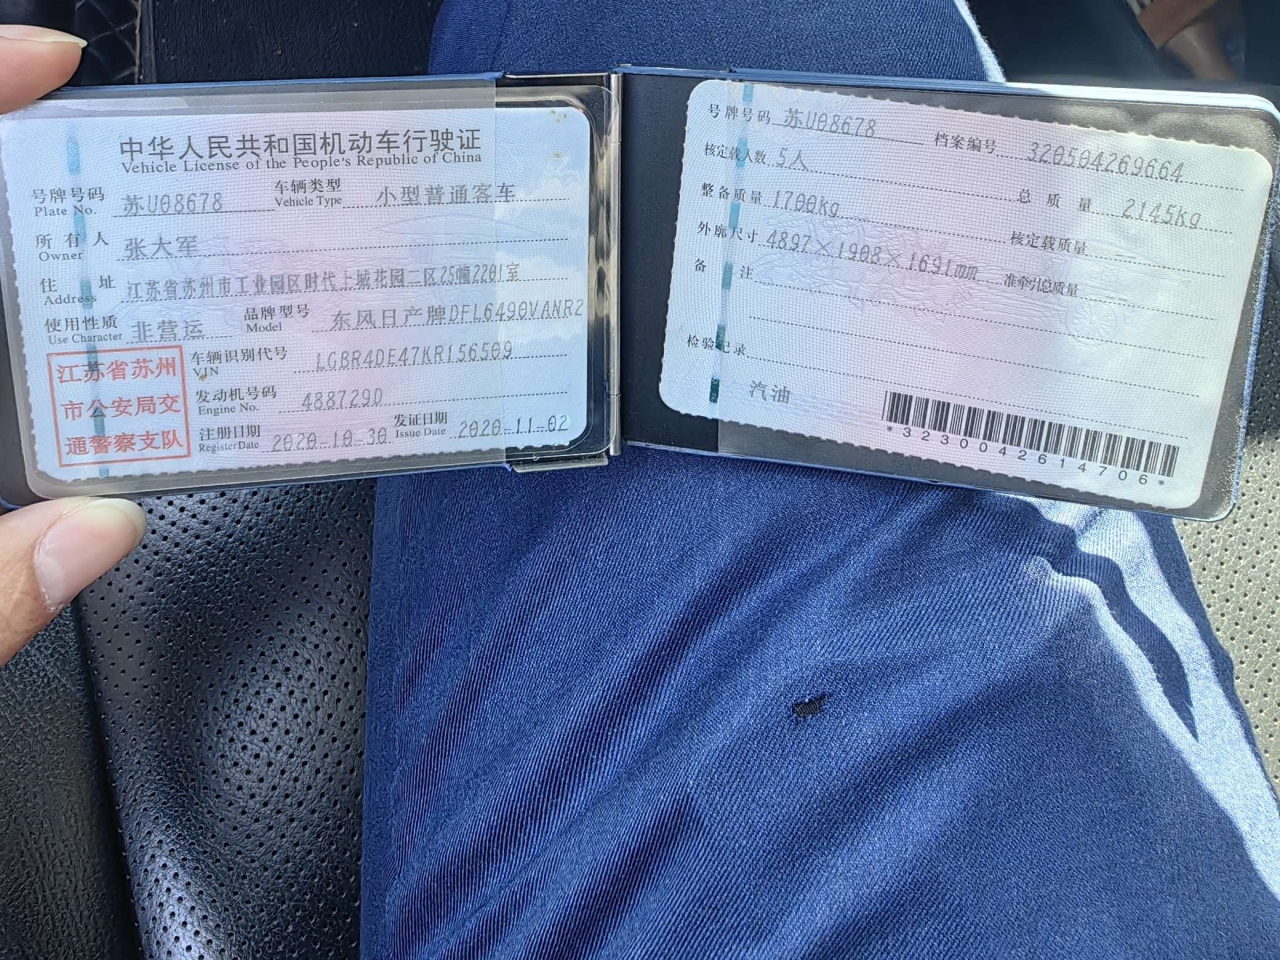 中华人民共和国机动车行驶证
Vehicle License of the People's Republic of China
号牌号码 苏U08678 车辆类型 小型普通客车
Plate No. Vehicle Type
所有人 张大军
Owner
住址 江苏省苏州市工业园区时代上城花园二区25幢2201室
Address
使用性质 非营运 品牌型号 东风日产牌DFL6490VANR2
Use Character Model
江苏省苏州
市公安局交
通警察支队
车辆识别代号 LGBR4DE47KR156509
VIN
发动机号码 488729D
Engine No.
注册日期 2020-10-30 发证日期 2020-11-02
Register Date Issue Date
号牌号码 苏U08678 档案编号 320504269664
核定载人数 5人 总质量 2145kg
整备质量 1700kg 核定载质量
外廓尺寸 4897×1908×1691mm 准牵引总质量
备注
检验记录
汽油
*3230042614706*